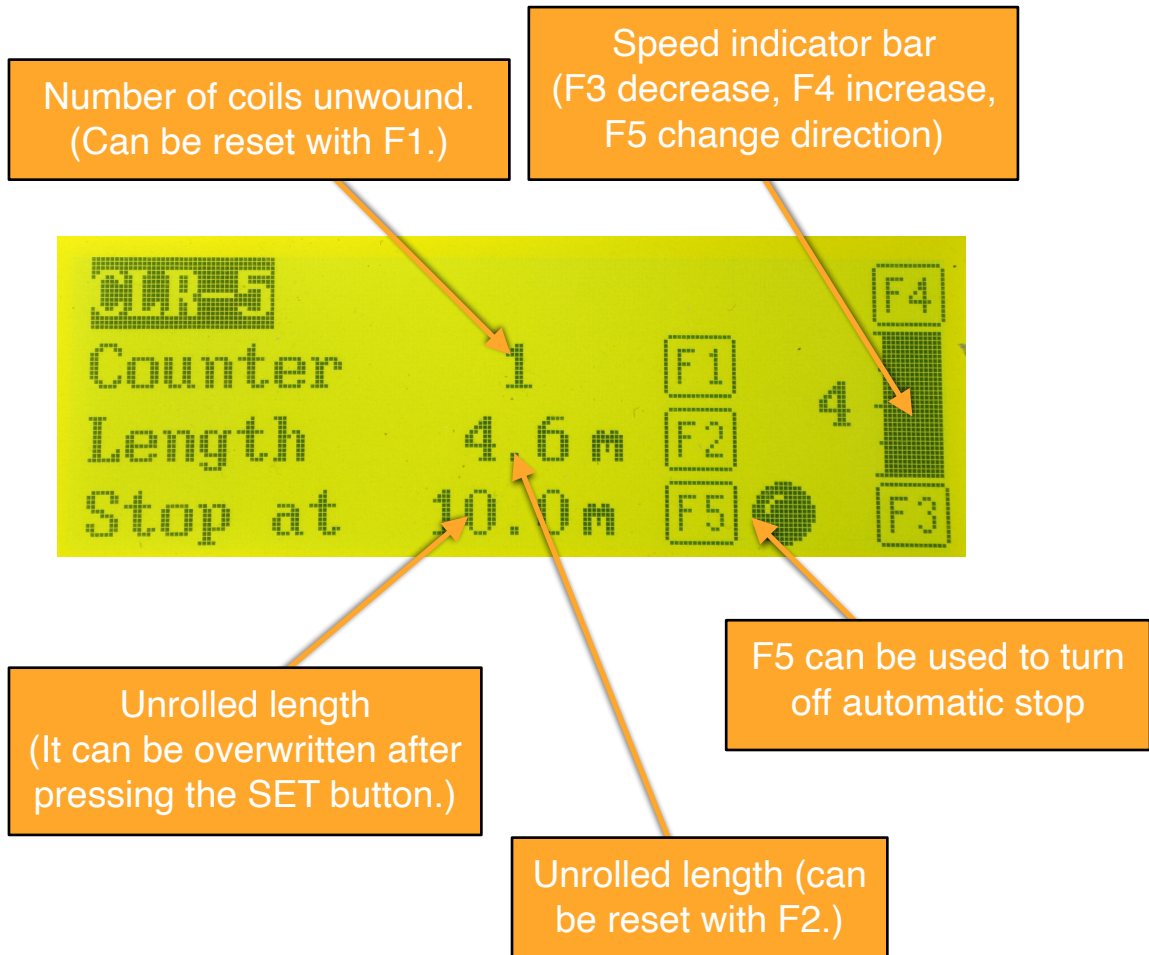 Number of coils unwound.
(Can be reset with F1.)
Speed indicator bar
(F3 decrease, F4 increase,
F5 change direction)
CLR-5
F4
Counter 1 F1
4
Length 4.6 m F2
Stop at 10.0 m F5 F3
F5 can be used to turn
off automatic stop
Unrolled length
(It can be overwritten after
pressing the SET button.)
Unrolled length (can
be reset with F2.)